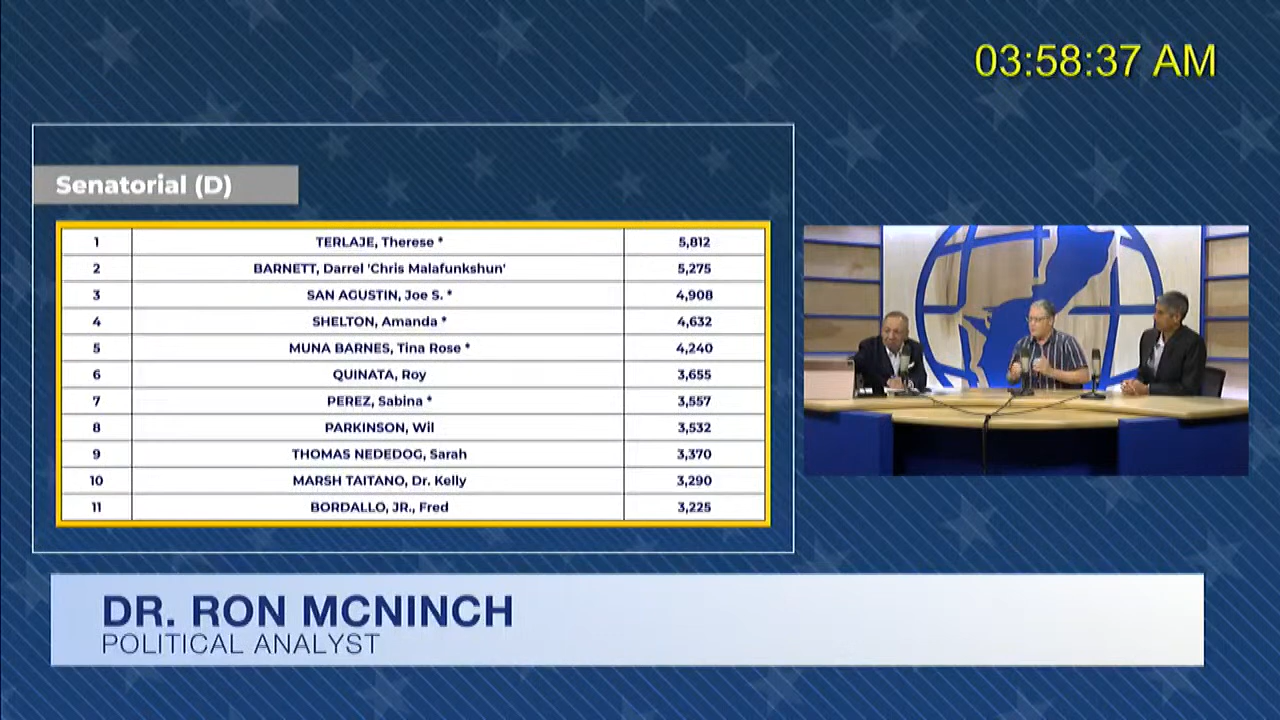 03:58:37 AM
Senatorial (D)
1 TERLAJE, Therese * 5,812
2 BARNETT, Darrel 'Chris Malafunkshun' 5,275
3 SAN AGUSTIN, Joe S. * 4,908
4 SHELTON, Amanda * 4,632
5 MUNA BARNES, Tina Rose * 4,240
6 QUINATA, Roy 3,655
7 PEREZ, Sabina * 3,557
8 PARKINSON, Wil 3,532
9 THOMAS NEDEDOG, Sarah 3,370
10 MARSH TAITANO, Dr. Kelly 3,290
11 BORDALLO, JR., Fred 3,225
DR. RON MCNINCH
POLITICAL ANALYST